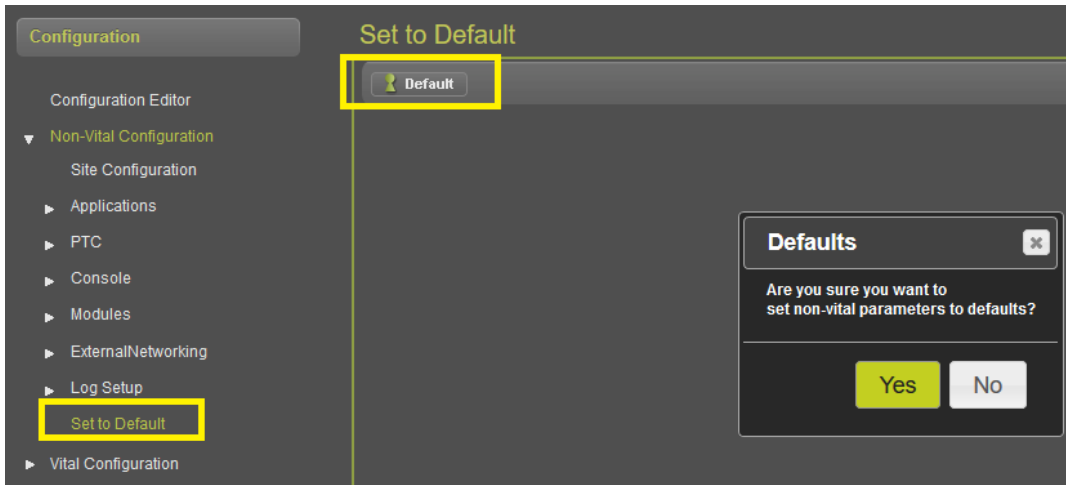 Configuration
Configuration Editor
Non-Vital Configuration
Site Configuration
Applications
PTC
Console
Modules
ExternalNetworking
Log Setup
Set to Default
Vital Configuration
Set to Default
Default
Defaults
Are you sure you want to
set non-vital parameters to defaults?
Yes
No